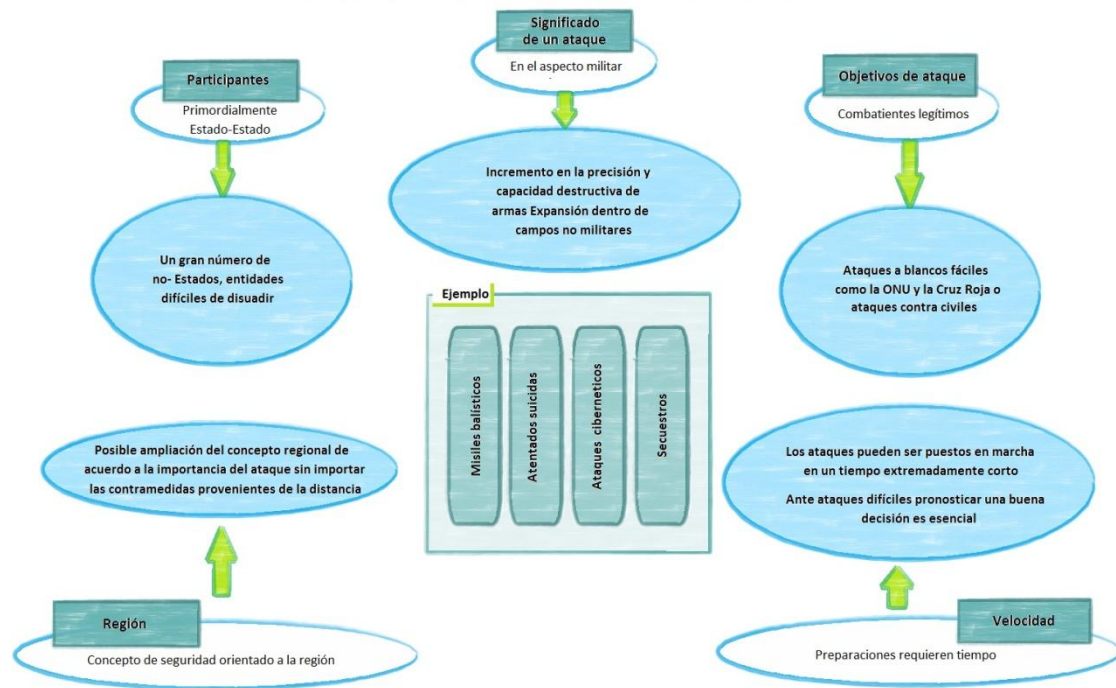 Participantes
Primordialmente
Estado-Estado
Un gran número de
no- Estados, entidades
difíciles de disuadir
Significado
de un ataque
En el aspecto militar
Incremento en la precisión y
capacidad destructiva de
armas Expansión dentro de
campos no militares
Objetivos de ataque
Combatientes legítimos
Ataques a blancos fáciles
como la ONU y la Cruz Roja o
ataques contra civiles
Ejemplo
Misiles balísticos
Atentados suicidas
Ataques ciberneticos
Secuestros
Posible ampliación del concepto regional de
acuerdo a la importancia del ataque sin importar
las contramedidas provenientes de la distancia
Región
Concepto de seguridad orientado a la región
Los ataques pueden ser puestos en marcha
en un tiempo extremadamente corto
Ante ataques difíciles pronosticar una buena
decisión es esencial
Velocidad
Preparaciones requieren tiempo